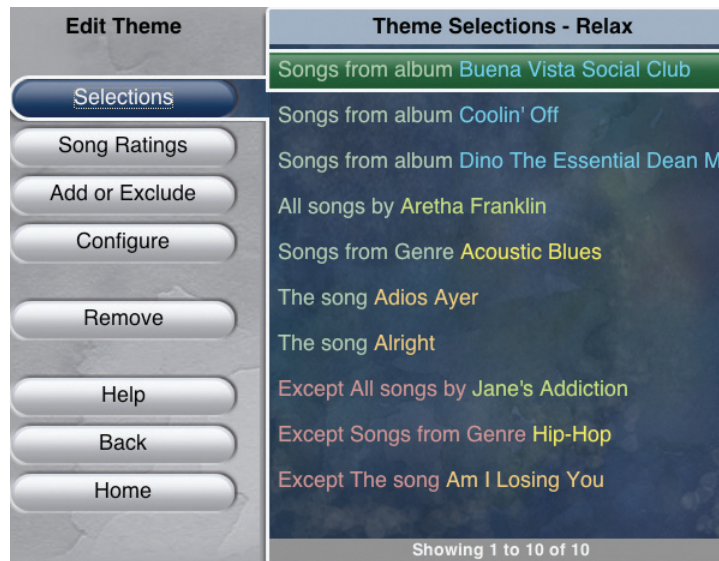 Edit Theme
Selections
Song Ratings
Add or Exclude
Configure
Remove
Help
Back
Home
Theme Selections - Relax
Songs from album Buena Vista Social Club
Songs from album Coolin' Off
Songs from album Dino The Essential Dean M
All songs by Aretha Franklin
Songs from Genre Acoustic Blues
The song Adios Ayer
The song Alright
Except All songs by Jane's Addiction
Except Songs from Genre Hip-Hop
Except The song Am I Losing You
Showing 1 to 10 of 10